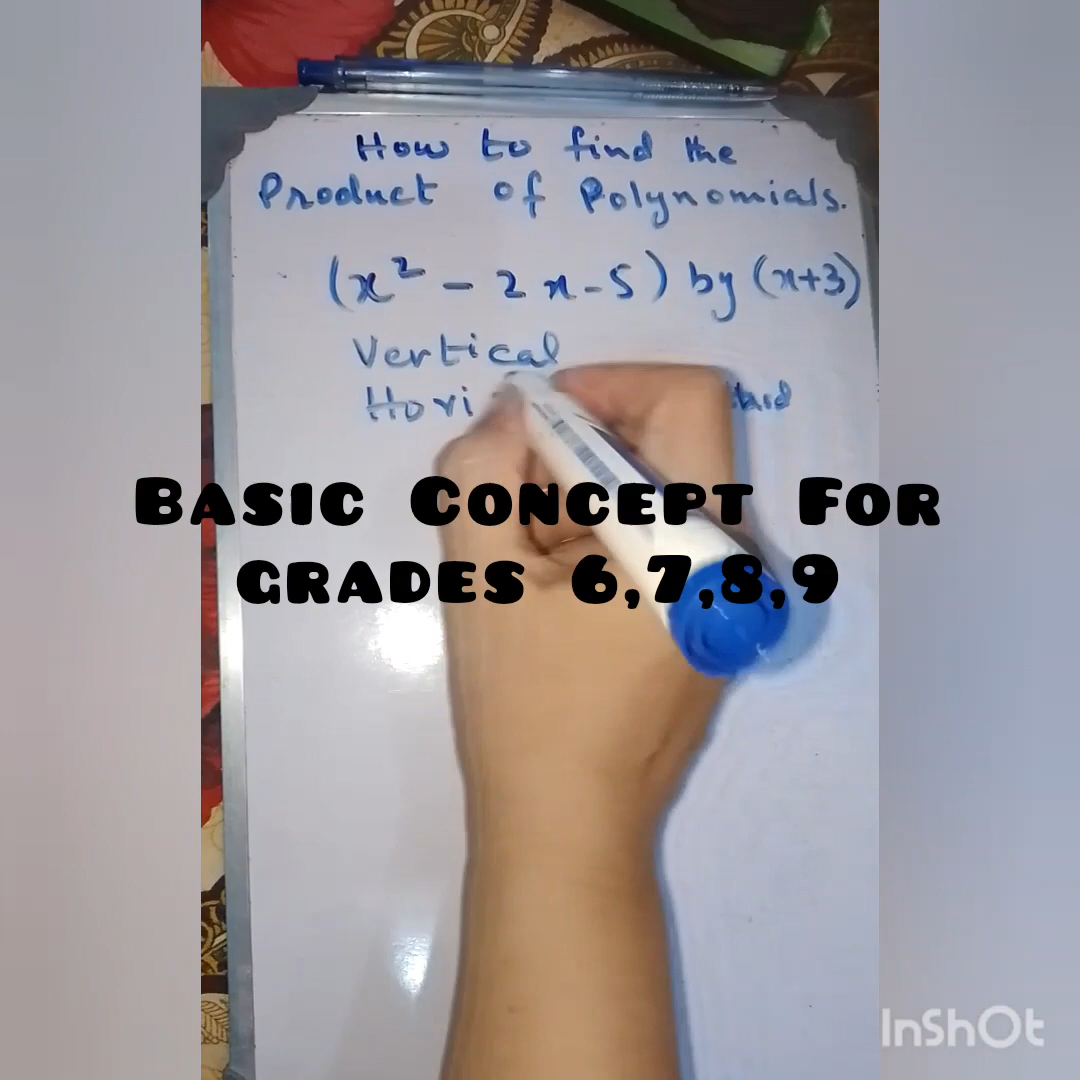 How to find the
Product of Polynomials.
(x² - 2x-5) by (x+3)
Vertical
Hori
BASIC CONCEPT FOR
GRADES 6,7,8,9
InShOt